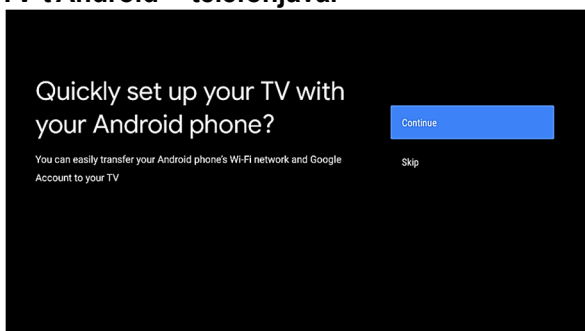 Quickly set up your TV with
your Android phone?
You can easily transfer your Android phone's Wi-Fi network and Google
Account to your TV
Continue
Skip